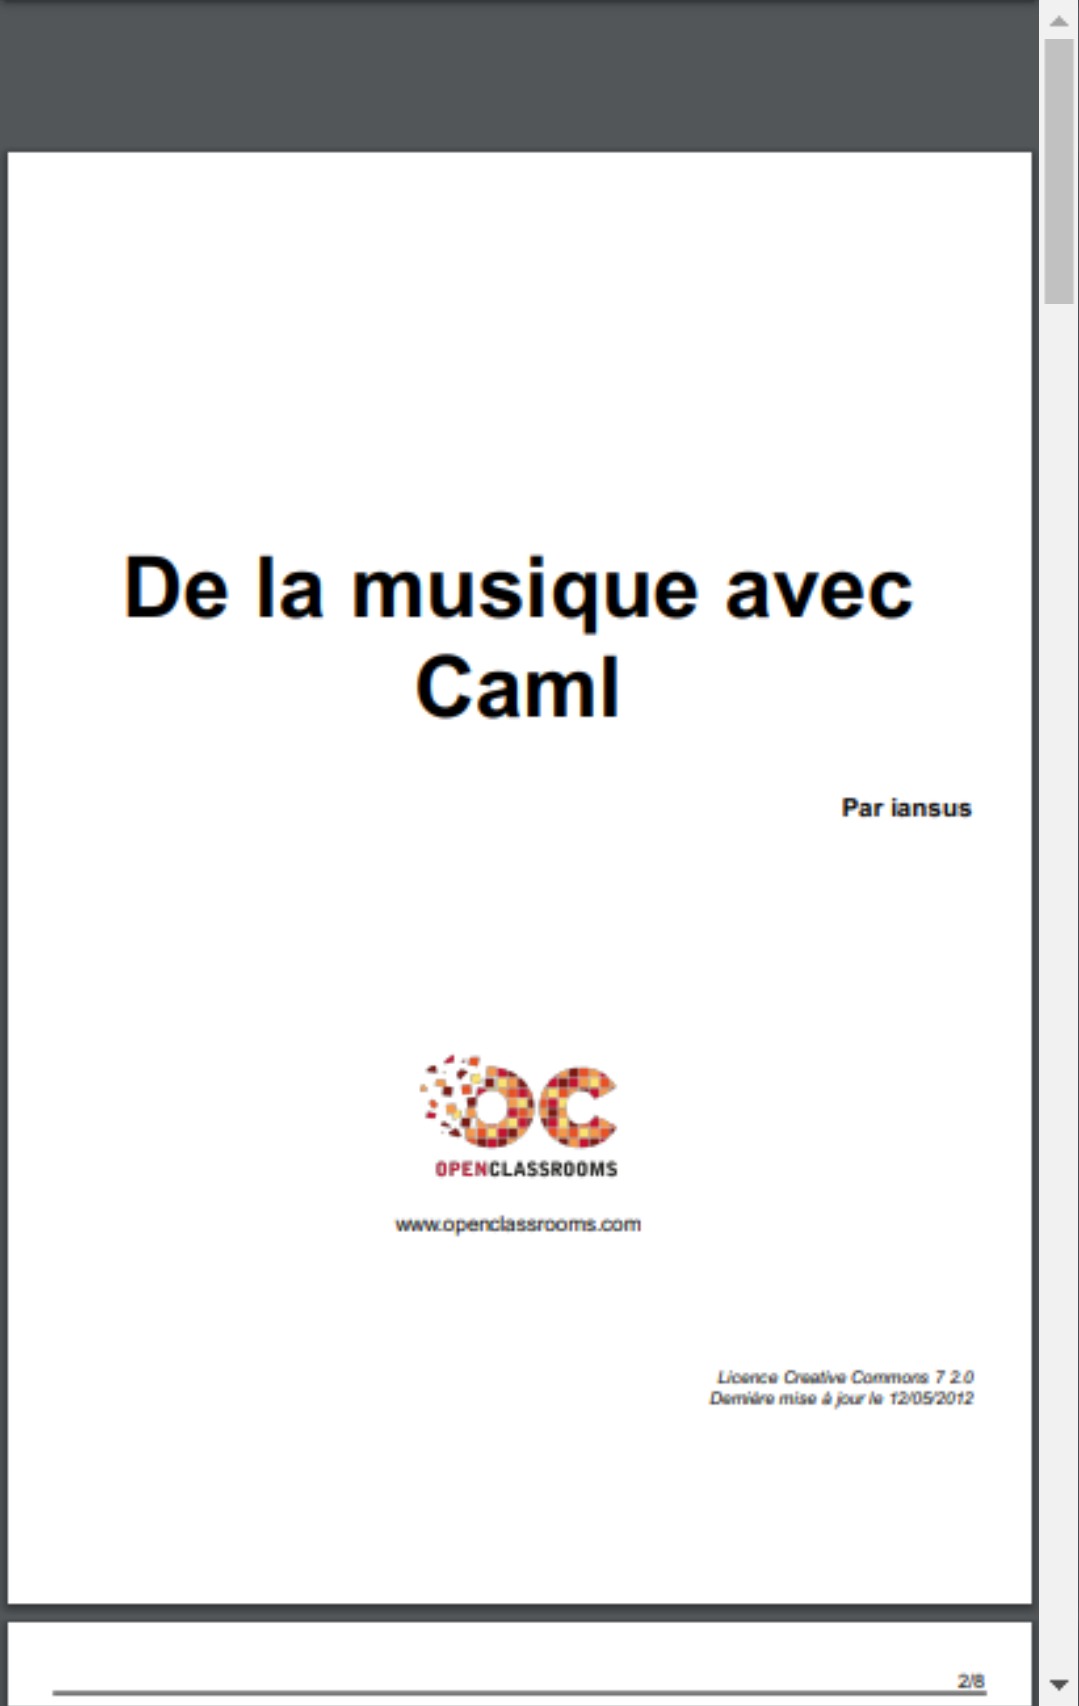 De la musique avec
Caml
Par iansus
OPENCLASSROOMS
www.openclassrooms.com
Licence Creative Commons 7 2.0
Dernière mise à jour le 12/05/2012
2/8